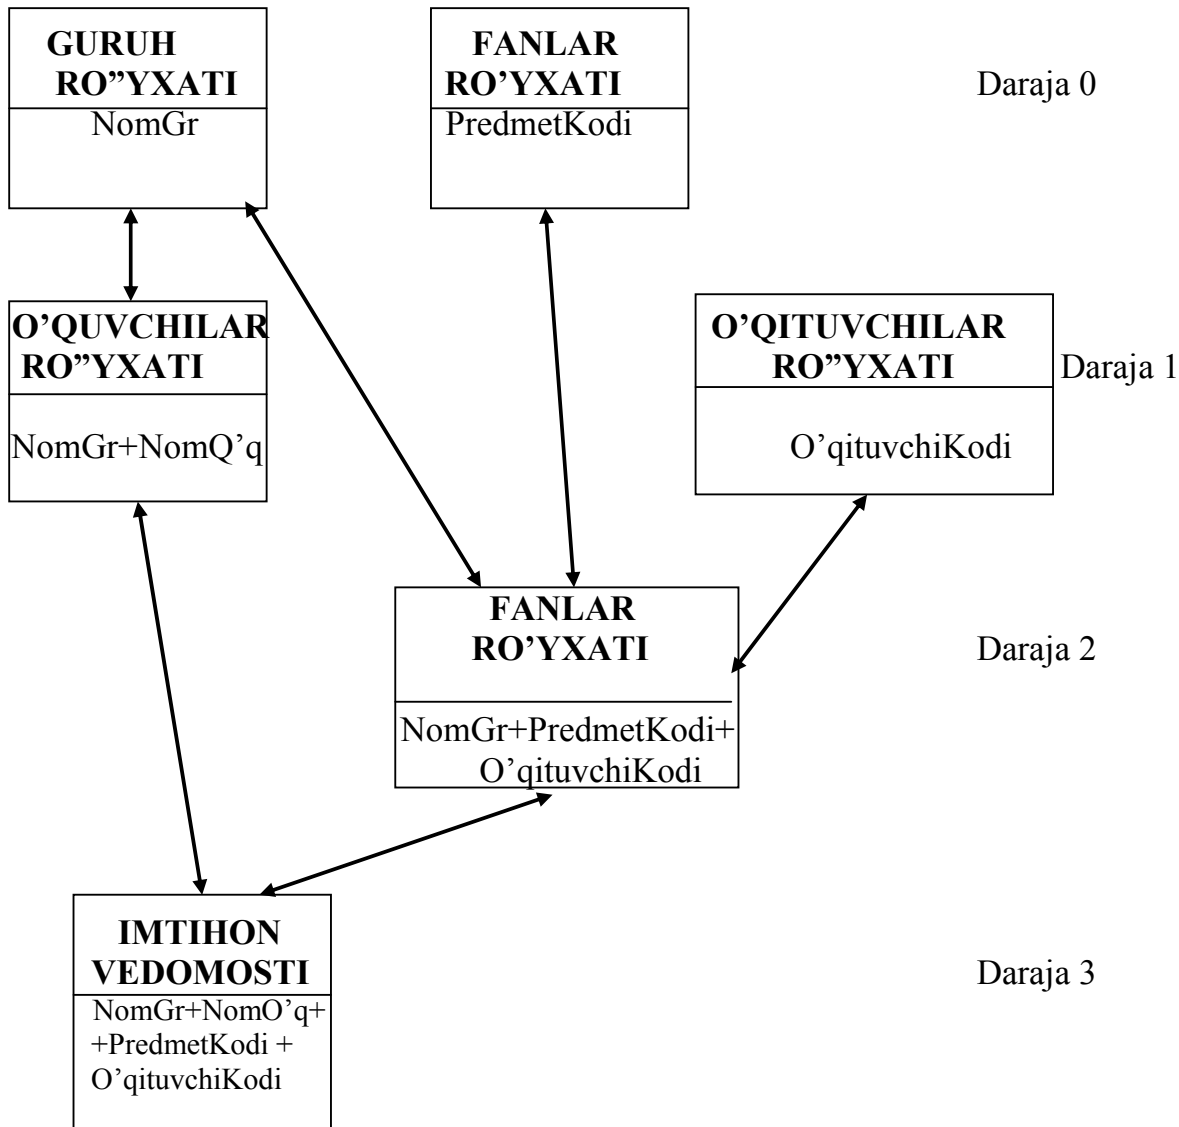 GURUH
RO”YXATI
NomGr
FANLAR
RO’YXATI
PredmetKodi
Daraja 0
O’QUVCHILAR
RO”YXATI
NomGr+NomQ’q
O’QITUVCHILAR
RO”YXATI
O’qituvchiKodi
Daraja 1
FANLAR
RO’YXATI
NomGr+PredmetKodi+
O’qituvchiKodi
Daraja 2
IMTIHON
VEDOMOSTI
NomGr+NomO’q+
+PredmetKodi +
O’qituvchiKodi
Daraja 3